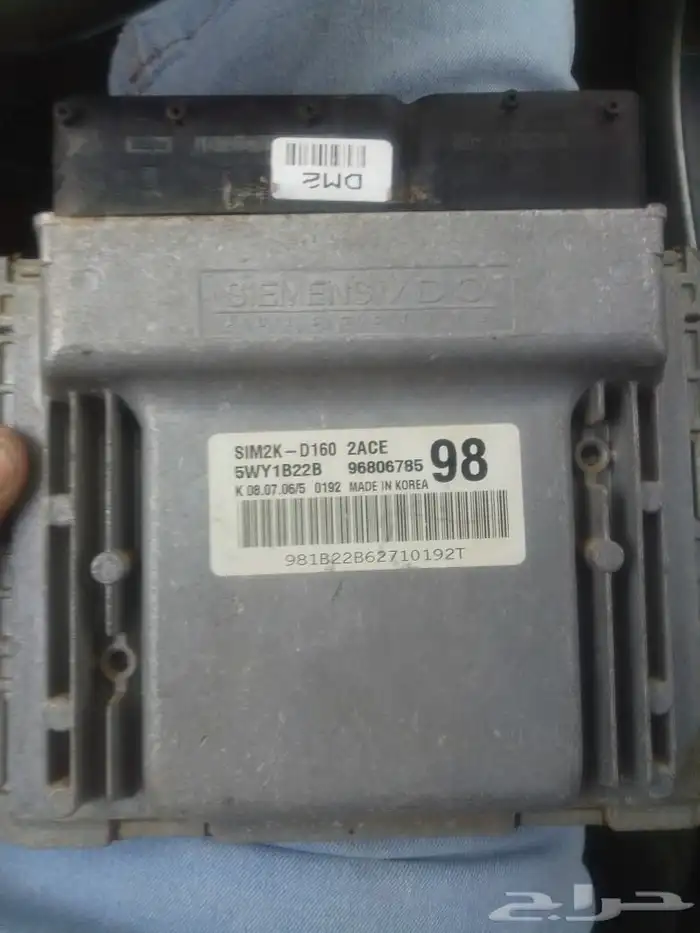 DM2
SIEMENS VDO
SIM2K-D160 2ACE
5WY1B22B 96806785 98
K 08.07.06/5 0192 MADE IN KOREA
981B22B62710192T
حراج